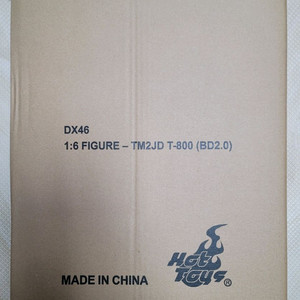 DX46
1:6 FIGURE – TM2JD T-800 (BD2.0)
Hot
Toys
MADE IN CHINA